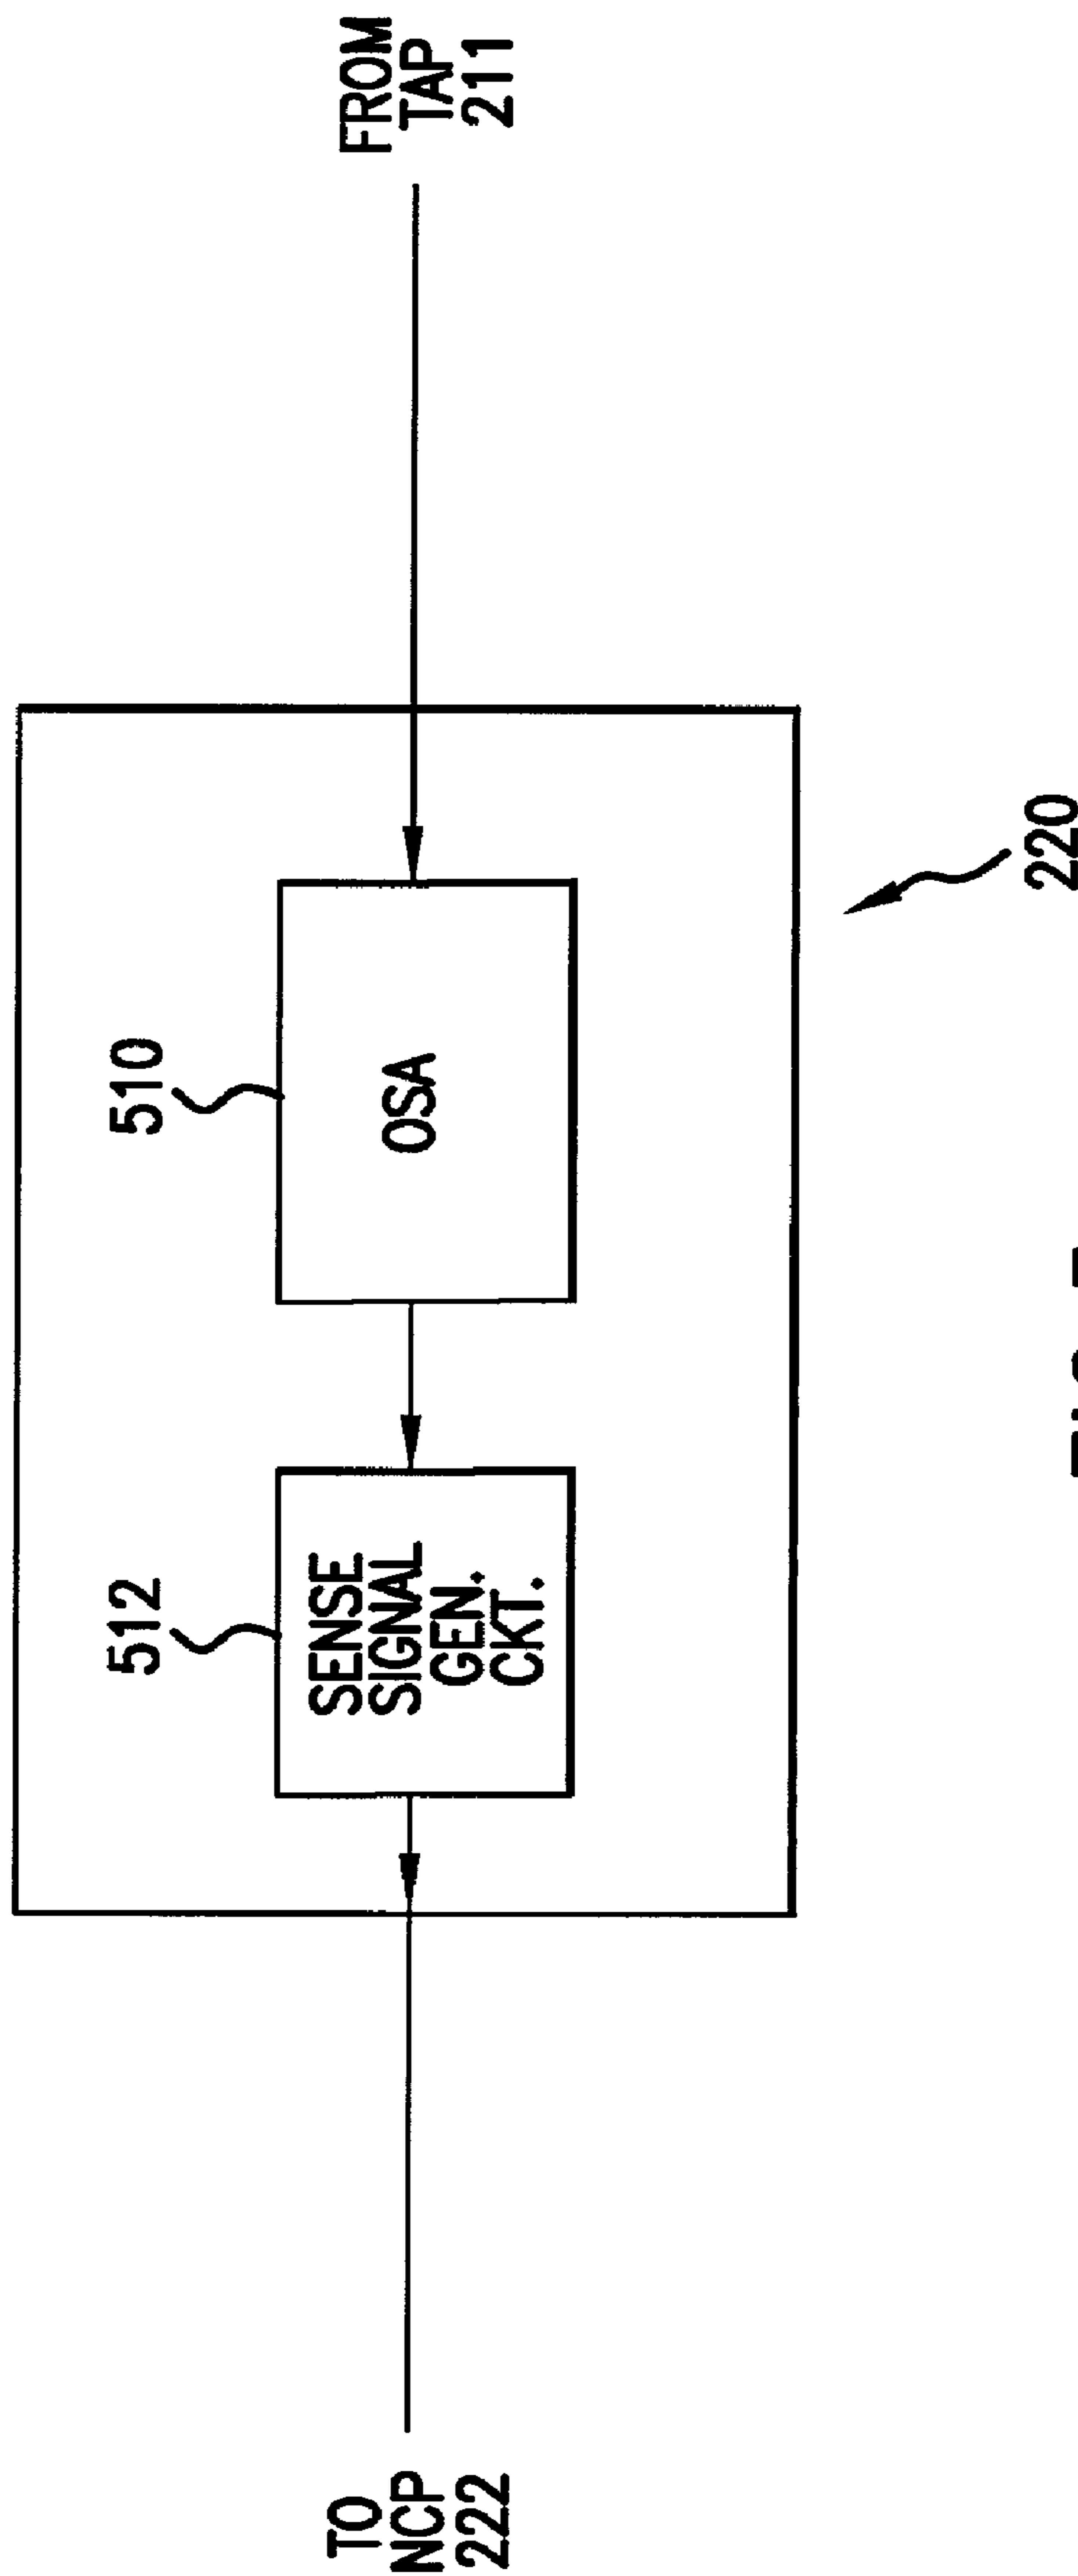 510
512
TO
NCP
222
SENSE
SIGNAL
GEN.
CKT.
OSA
FROM
TAP
211
220